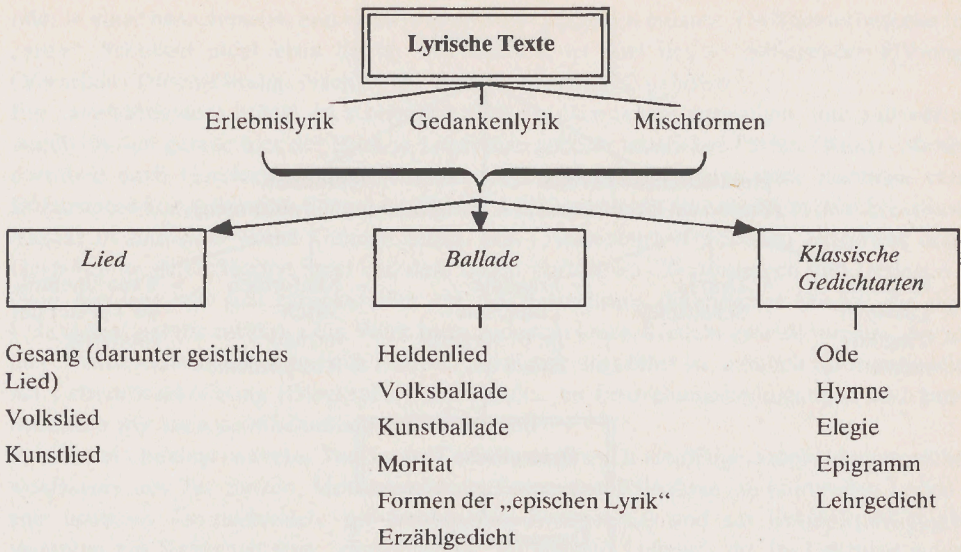 Lyrische Texte
Erlebnislyrik Gedankenlyrik Mischformen
Lied
Ballade
Klassische
Gedichtarten
Gesang (darunter geistliches
Lied)
Volkslied
Kunstlied
Heldenlied
Volksballade
Kunstballade
Moritat
Formen der „epischen Lyrik“
Erzählgedicht
Ode
Hymne
Elegie
Epigramm
Lehrgedicht